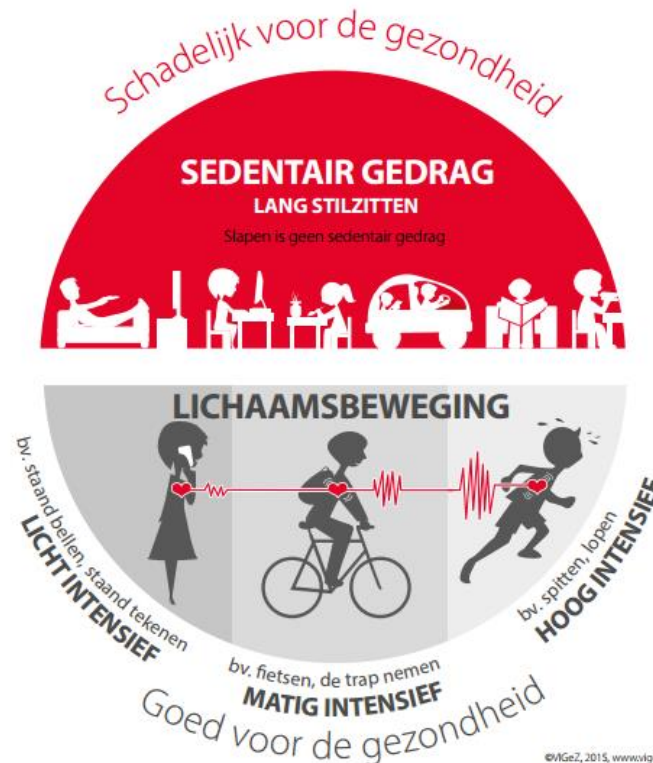 Schadelijk voor de gezondheid
SEDENTAIR GEDRAG
LANG STILZITTEN
Slapen is geen sedentair gedrag
LICHAAMSBEWEGING
bv. staand bellen, staand tekenen
LICHT INTENSIEF
bv. fietsen, de trap nemen
MATIG INTENSIEF
bv. spitten, lopen
HOOG INTENSIEF
Goed voor de gezondheid
©VIGeZ, 2015, www.vig